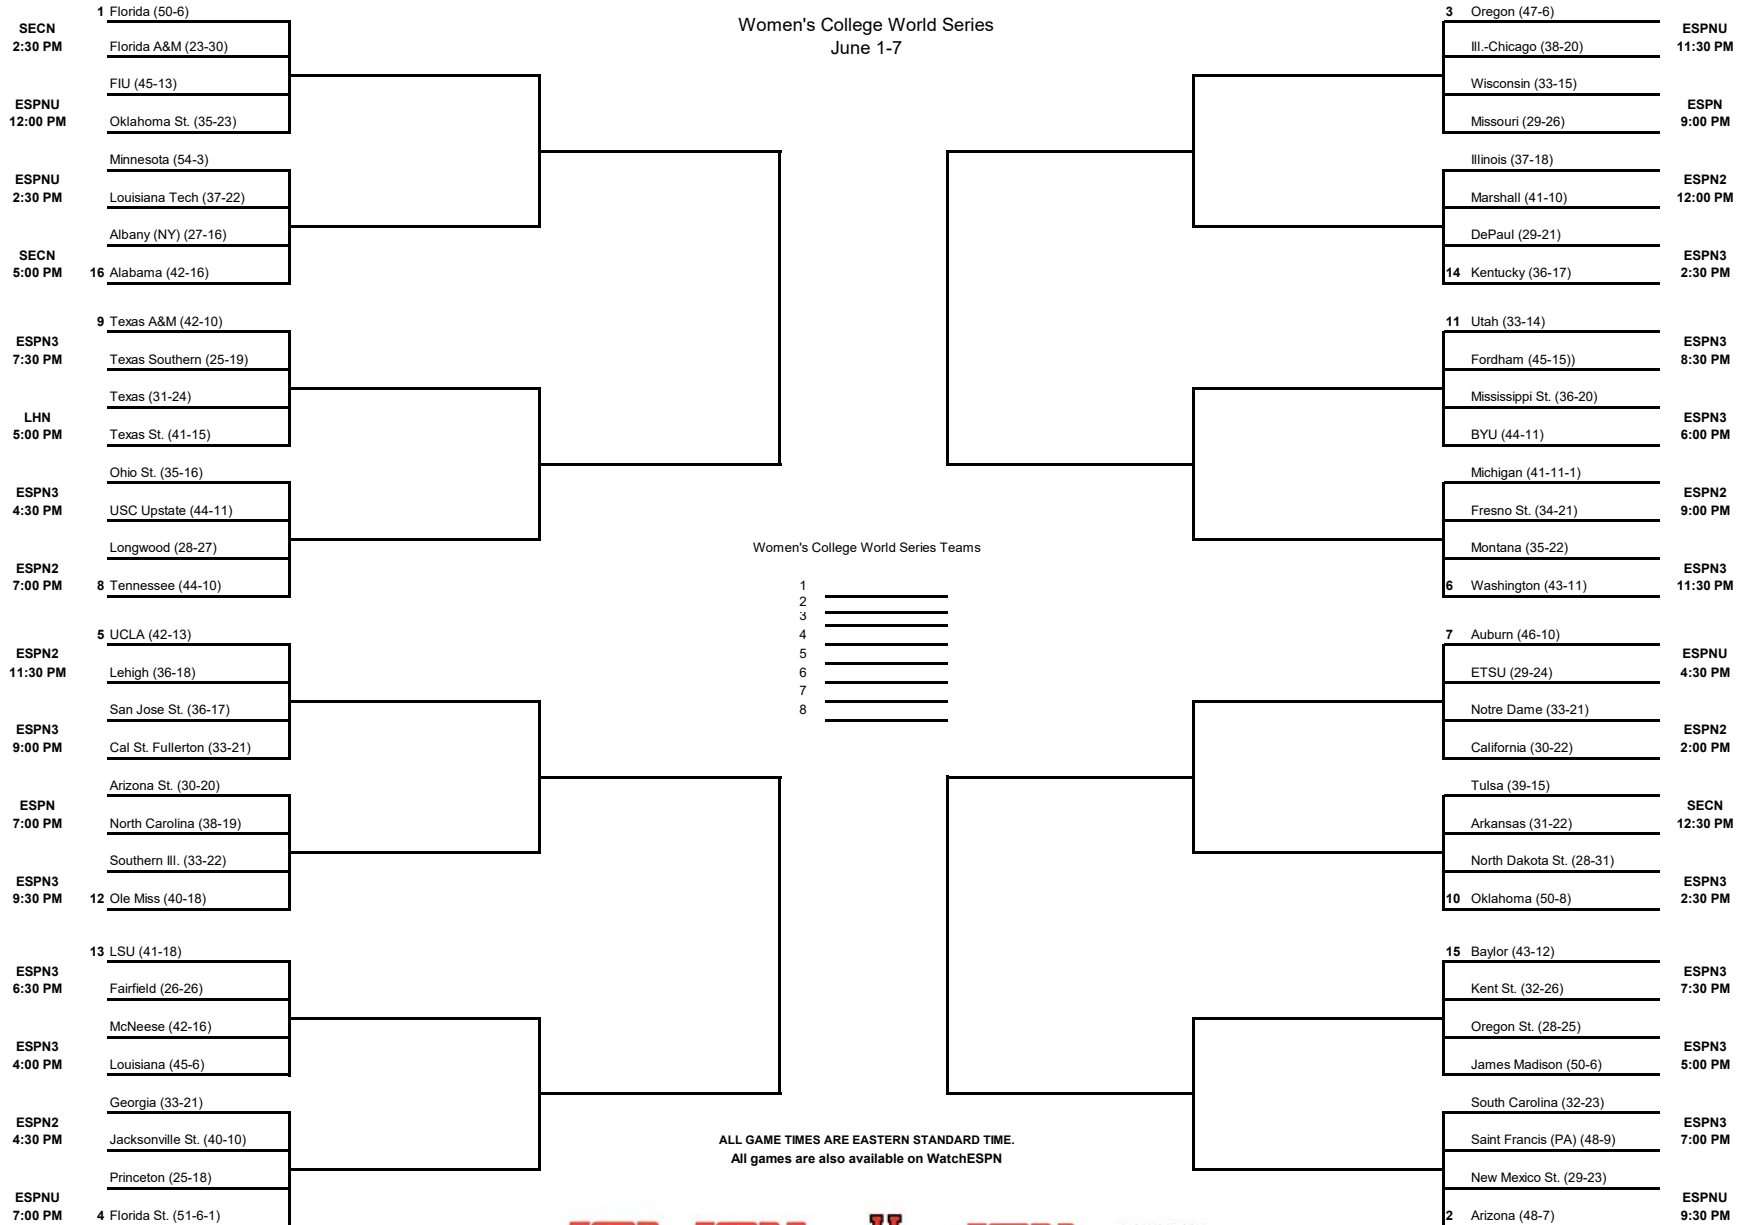 Women's College World Series
June 1-7
1 Florida (50-6)
SECN
2:30 PM
Florida A&M (23-30)
FIU (45-13)
ESPNU
12:00 PM
Oklahoma St. (35-23)
Minnesota (54-3)
ESPNU
2:30 PM
Louisiana Tech (37-22)
Albany (NY) (27-16)
SECN
5:00 PM
16 Alabama (42-16)
9 Texas A&M (42-10)
ESPN3
7:30 PM
Texas Southern (25-19)
Texas (31-24)
LHN
5:00 PM
Texas St. (41-15)
Ohio St. (35-16)
ESPN3
4:30 PM
USC Upstate (44-11)
Longwood (28-27)
ESPN2
7:00 PM
8 Tennessee (44-10)
5 UCLA (42-13)
ESPN2
11:30 PM
Lehigh (36-18)
San Jose St. (36-17)
ESPN3
9:00 PM
Cal St. Fullerton (33-21)
Arizona St. (30-20)
ESPN
7:00 PM
North Carolina (38-19)
Southern Ill. (33-22)
ESPN3
9:30 PM
12 Ole Miss (40-18)
13 LSU (41-18)
ESPN3
6:30 PM
Fairfield (26-26)
McNeese (42-16)
ESPN3
4:00 PM
Louisiana (45-6)
Georgia (33-21)
ESPN2
4:30 PM
Jacksonville St. (40-10)
Princeton (25-18)
ESPNU
7:00 PM
4 Florida St. (51-6-1)
Women's College World Series Teams
1
2
3
4
5
6
7
8
ALL GAME TIMES ARE EASTERN STANDARD TIME.
All games are also available on WatchESPN
3 Oregon (47-6)
ESPNU
11:30 PM
Ill.-Chicago (38-20)
Wisconsin (33-15)
ESPN
9:00 PM
Missouri (29-26)
Illinois (37-18)
ESPN2
12:00 PM
Marshall (41-10)
DePaul (29-21)
ESPN3
2:30 PM
14 Kentucky (36-17)
11 Utah (33-14)
ESPN3
8:30 PM
Fordham (45-15))
Mississippi St. (36-20)
ESPN3
6:00 PM
BYU (44-11)
Michigan (41-11-1)
ESPN2
9:00 PM
Fresno St. (34-21)
Montana (35-22)
ESPN3
11:30 PM
6 Washington (43-11)
7 Auburn (46-10)
ESPNU
4:30 PM
ETSU (29-24)
Notre Dame (33-21)
ESPN2
2:00 PM
California (30-22)
Tulsa (39-15)
SECN
12:30 PM
Arkansas (31-22)
North Dakota St. (28-31)
ESPN3
2:30 PM
10 Oklahoma (50-8)
15 Baylor (43-12)
ESPN3
7:30 PM
Kent St. (32-26)
Oregon St. (28-25)
ESPN3
5:00 PM
James Madison (50-6)
South Carolina (32-23)
ESPN3
7:00 PM
Saint Francis (PA) (48-9)
New Mexico St. (29-23)
ESPNU
9:30 PM
2 Arizona (48-7)